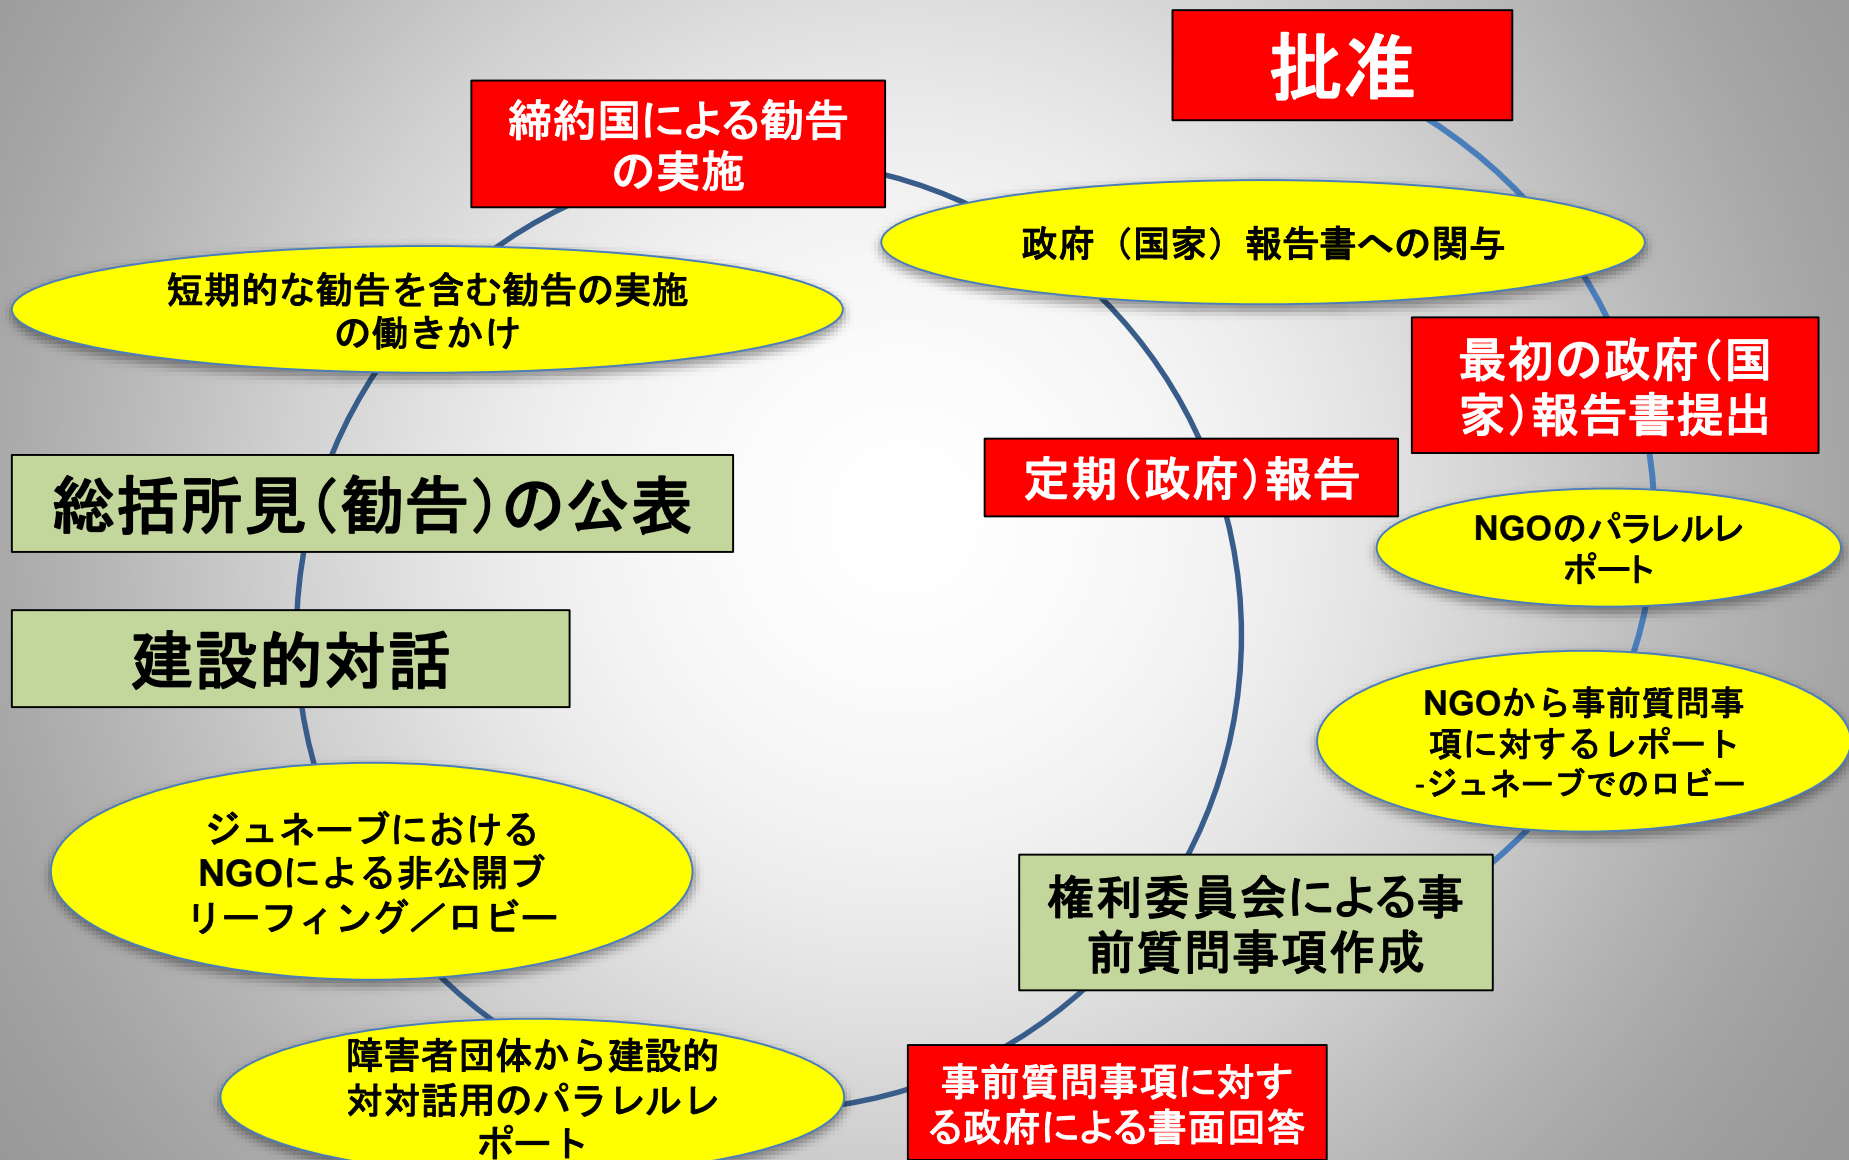 批准
締約国による勧告
の実施
政府（国家）報告書への関与
短期的な勧告を含む勧告の実施
の働きかけ
最初の政府（国
家）報告書提出
定期（政府）報告
総括所見（勧告）の公表
NGOのパラレルレ
ポート
建設的対話
NGOから事前質問事
項に対するレポート
-ジュネーブでのロビー
ジュネーブにおける
NGOによる非公開ブ
リーフィング／ロビー
権利委員会による事
前質問事項作成
障害者団体から建設的
対対話用のパラレルレ
ポート
事前質問事項に対す
る政府による書面回答